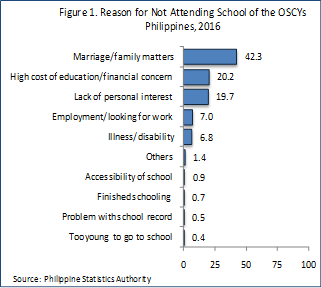 Figure 1. Reason for Not Attending School of the OSCYs
Philippines, 2016
Marriage/family matters 42.3
High cost of education/financial concern 20.2
Lack of personal interest 19.7
Employment/looking for work 7.0
Illness/disability 6.8
Others 1.4
Accessibility of school 0.9
Finished schooling 0.7
Problem with school record 0.5
Too young to go to school 0.4
0 25 50 75 100
Source: Philippine Statistics Authority